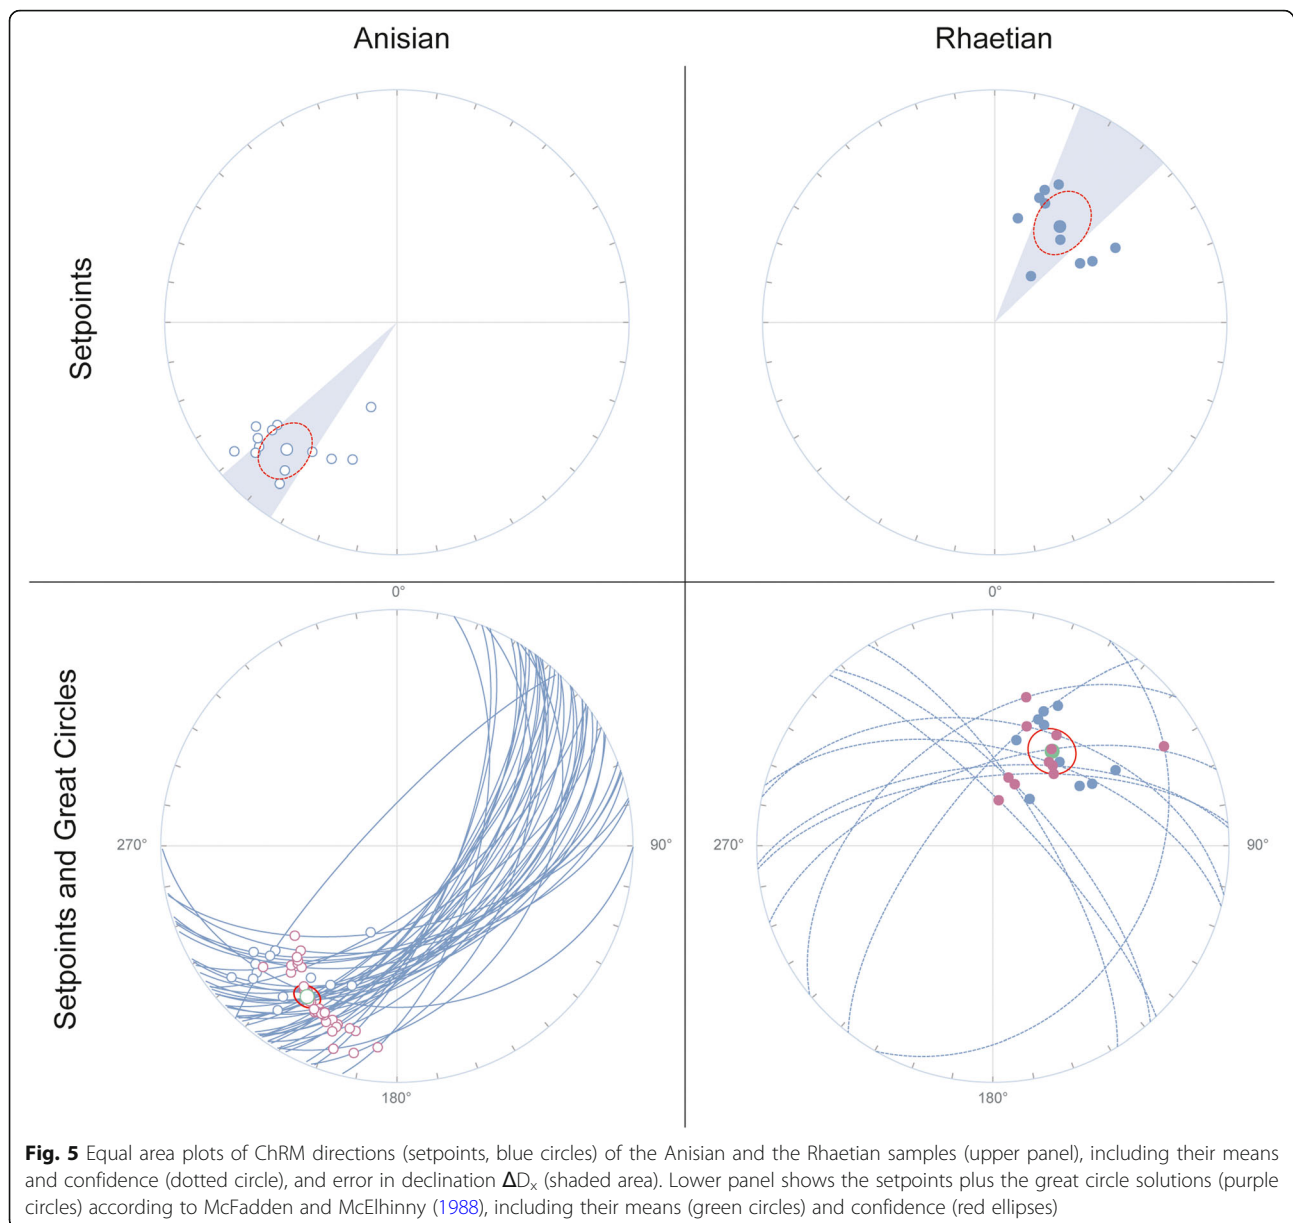 Anisian
Rhaetian
Setpoints
0°
0°
Setpoints and Great Circles
270°
90°
270°
90°
180°
180°
Fig. 5 Equal area plots of ChRM directions (setpoints, blue circles) of the Anisian and the Rhaetian samples (upper panel), including their means
and confidence (dotted circle), and error in declination ΔDx (shaded area). Lower panel shows the setpoints plus the great circle solutions (purple
circles) according to McFadden and McElhinny (1988), including their means (green circles) and confidence (red ellipses)